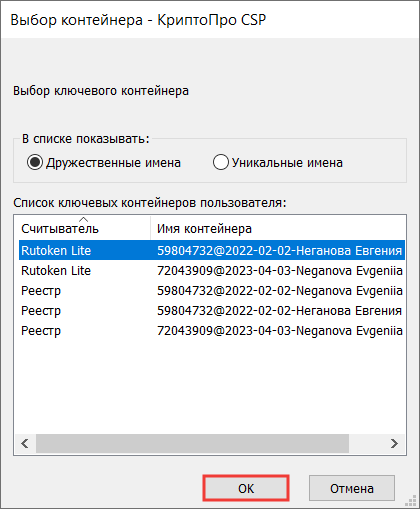 Выбор контейнера - КриптоПро CSP
Выбор ключевого контейнера
В списке показывать:
Дружественные имена Уникальные имена
Список ключевых контейнеров пользователя:
Считыватель Имя контейнера
Rutoken Lite 59804732@2022-02-02-Неганова Евгения
Rutoken Lite 72043909@2023-04-03-Neganova Evgeniia
Реестр 59804732@2022-02-02-Neganova Evgeniia
Реестр 59804732@2022-02-02-Неганова Евгения
Реестр 72043909@2023-04-03-Neganova Evgeniia
OK Отмена